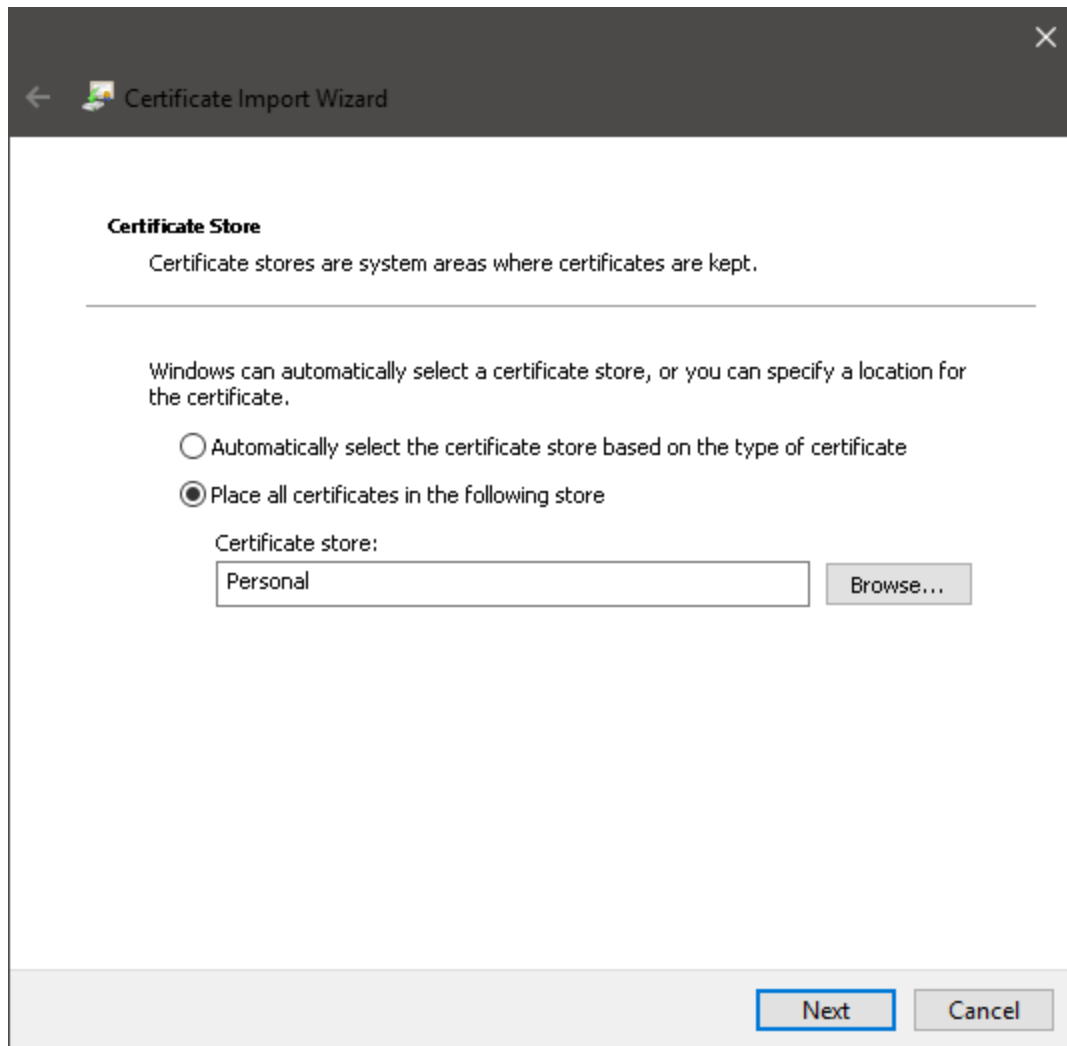 Certificate Import Wizard
Certificate Store
Certificate stores are system areas where certificates are kept.
Windows can automatically select a certificate store, or you can specify a location for
the certificate.
Automatically select the certificate store based on the type of certificate
Place all certificates in the following store
Certificate store:
Personal
Browse...
Next
Cancel